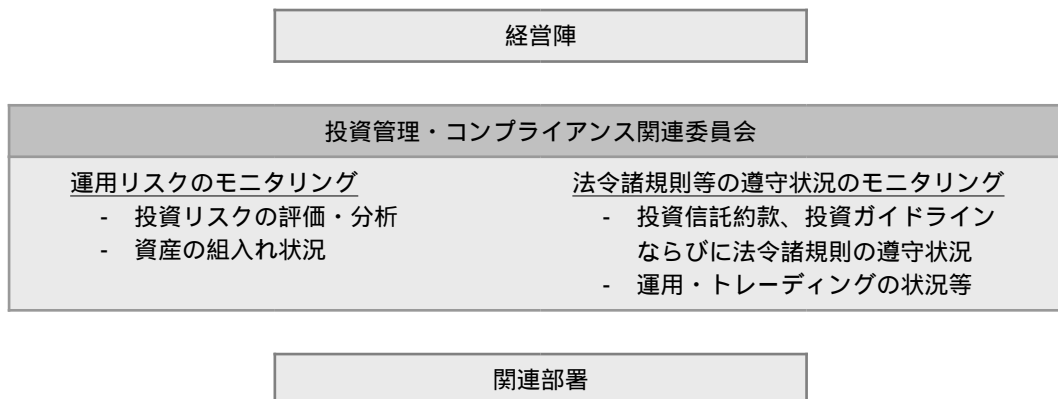 経営陣
投資管理・コンプライアンス関連委員会
運用リスクのモニタリング
- 投資リスクの評価・分析
- 資産の組入れ状況
法令諸規則等の遵守状況のモニタリング
- 投資信託約款、投資ガイドライン
ならびに法令諸規則の遵守状況
- 運用・トレーディングの状況等
関連部署